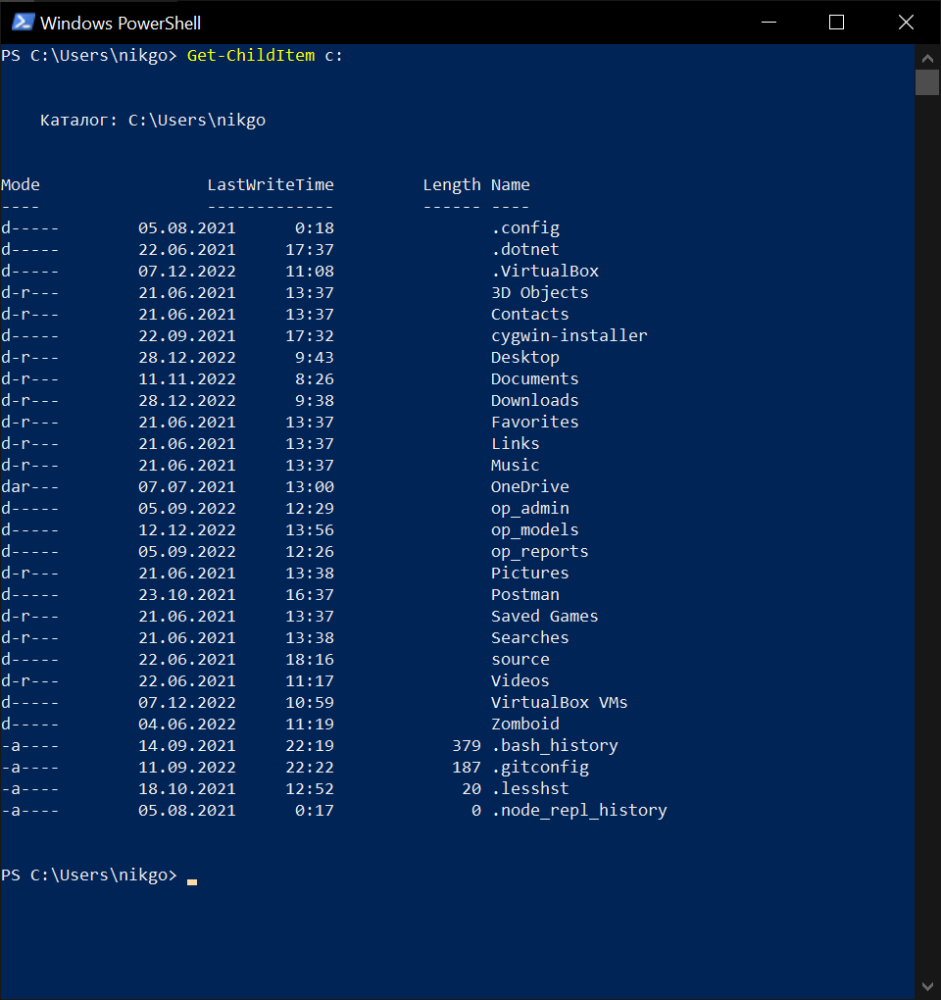 Windows PowerShell
PS C:\Users\nikgo> Get-ChildItem c:
Каталог: C:\Users\nikgo
Mode LastWriteTime Length Name
---- ------------- ------ ----
d----- 05.08.2021 0:18 .config
d----- 22.06.2021 17:37 .dotnet
d----- 07.12.2022 11:08 .VirtualBox
d-r--- 21.06.2021 13:37 3D Objects
d-r--- 21.06.2021 13:37 Contacts
d----- 22.09.2021 17:32 cygwin-installer
d-r--- 28.12.2022 9:43 Desktop
d-r--- 11.11.2022 8:26 Documents
d-r--- 28.12.2022 9:38 Downloads
d-r--- 21.06.2021 13:37 Favorites
d-r--- 21.06.2021 13:37 Links
d-r--- 21.06.2021 13:37 Music
dar--- 07.07.2021 13:00 OneDrive
d----- 05.09.2022 12:29 op_admin
d----- 12.12.2022 13:56 op_models
d----- 05.09.2022 12:26 op_reports
d-r--- 21.06.2021 13:38 Pictures
d----- 23.10.2021 16:37 Postman
d-r--- 21.06.2021 13:37 Saved Games
d-r--- 21.06.2021 13:38 Searches
d----- 22.06.2021 18:16 source
d-r--- 22.06.2021 11:17 Videos
d----- 07.12.2022 10:59 VirtualBox VMs
d----- 04.06.2022 11:19 Zomboid
-a---- 14.09.2021 22:19 379 .bash_history
-a---- 11.09.2022 22:22 187 .gitconfig
-a---- 18.10.2021 12:52 20 .lesshst
-a---- 05.08.2021 0:17 0 .node_repl_history
PS C:\Users\nikgo>